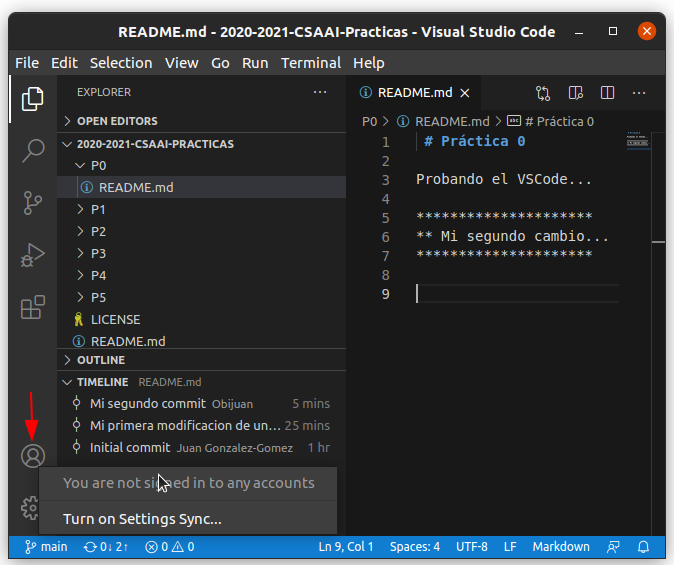 README.md - 2020-2021-CSAAI-Practicas - Visual Studio Code
File Edit Selection View Go Run Terminal Help
EXPLORER
OPEN EDITORS
2020-2021-CSAAI-PRACTICAS
P0
README.md
P1
P2
P3
P4
P5
LICENSE
README.md
OUTLINE
TIMELINE README.md
Mi segundo commit Obijuan 5 mins
Mi primera modificacion de un... 25 mins
Initial commit Juan Gonzalez-Gomez 1 hr
You are not signed in to any accounts
Turn on Settings Sync...
README.md
P0 > README.md > # Práctica 0
1 # Práctica 0
2
3 Probando el VSCode...
4
5 *********************
6 ** Mi segundo cambio...
7 *********************
8
9
main 0↓ 2↑ 0 0 Ln 9, Col 1 Spaces: 4 UTF-8 LF Markdown